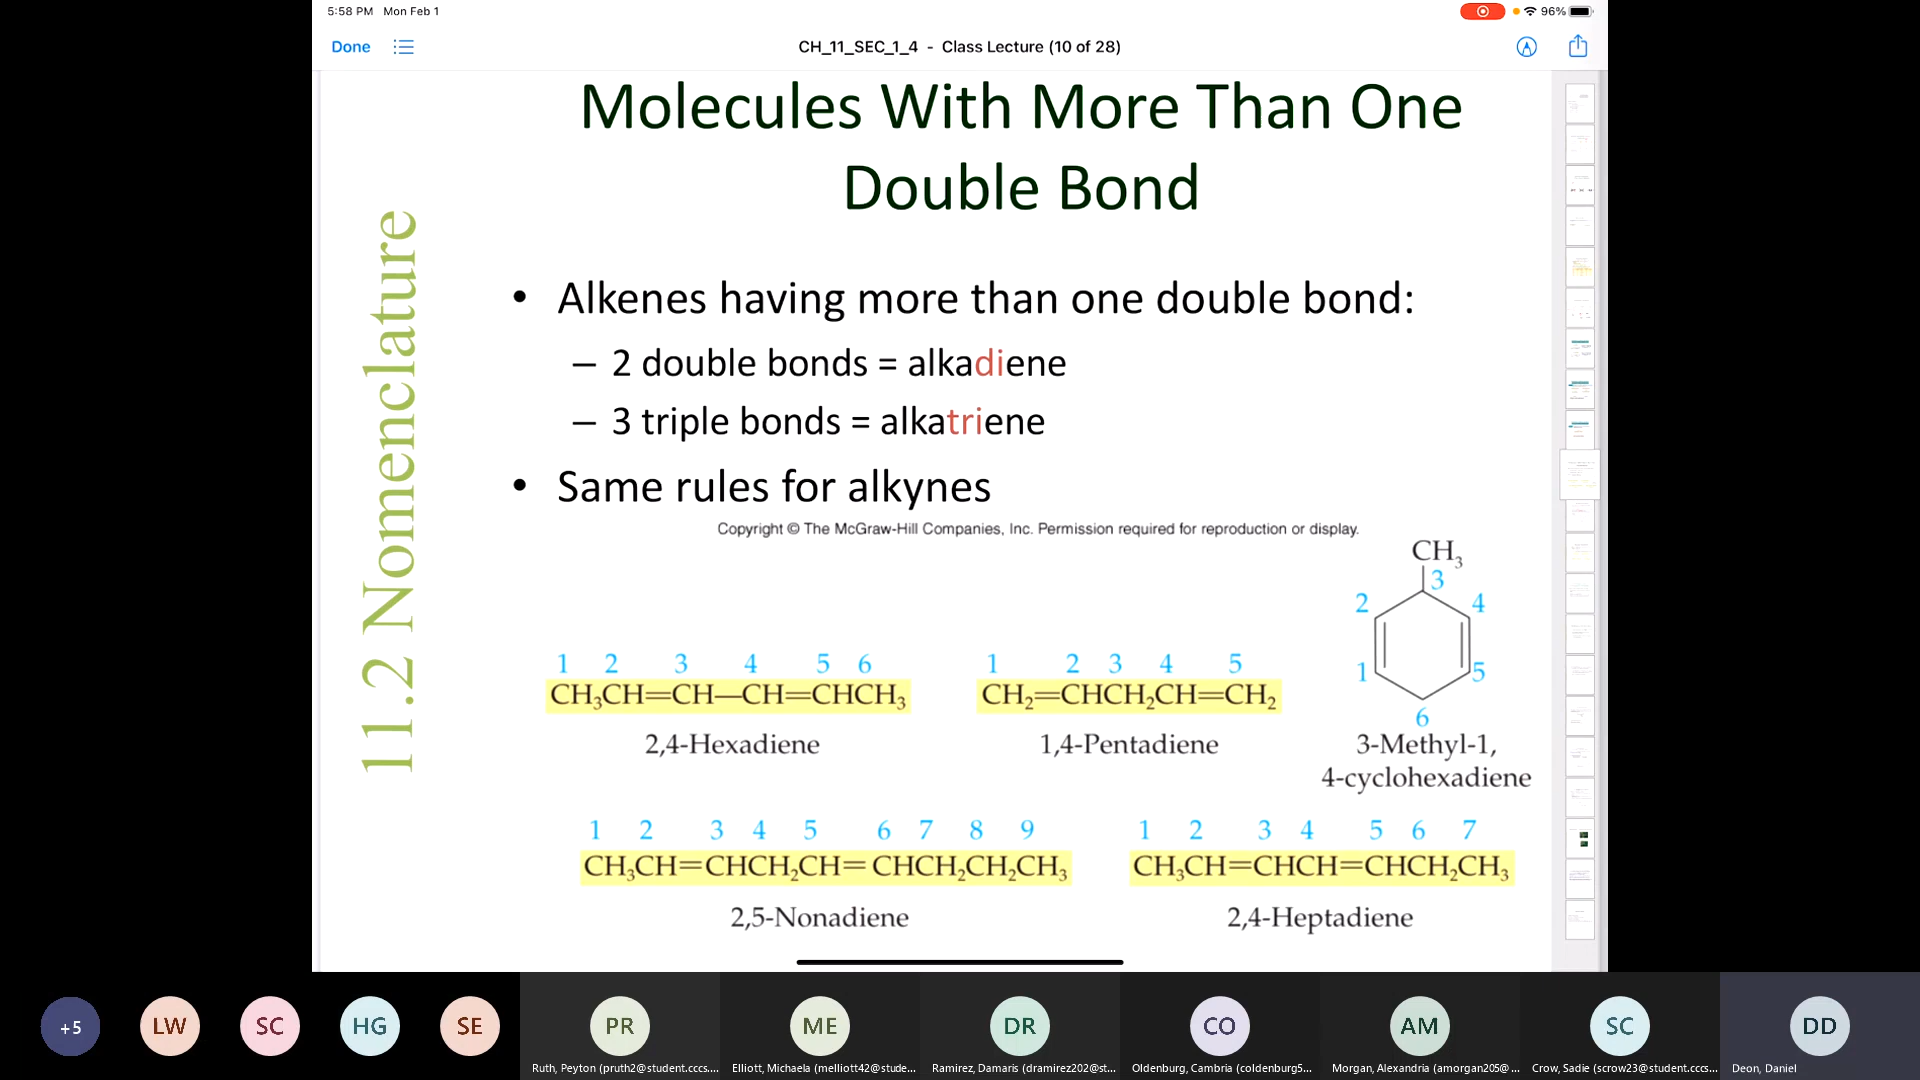 5:58 PM Mon Feb 1
96%
Done
CH_11_SEC_1_4 - Class Lecture (10 of 28)
Molecules With More Than One
Double Bond
11.2 Nomenclature
• Alkenes having more than one double bond:
– 2 double bonds = alkadiene
– 3 triple bonds = alkatriene
• Same rules for alkynes
Copyright © The McGraw-Hill Companies, Inc. Permission required for reproduction or display.
1 2 3 4 5 6
CH₃CH=CH—CH=CHCH₃
2,4-Hexadiene
1 2 3 4 5
CH₂=CHCH₂CH=CH₂
1,4-Pentadiene
CH₃
3
2 4
1 5
6
3-Methyl-1,
4-cyclohexadiene
1 2 3 4 5 6 7 8 9
CH₃CH=CHCH₂CH=CHCH₂CH₂CH₃
2,5-Nonadiene
1 2 3 4 5 6 7
CH₃CH=CHCH=CHCH₂CH₃
2,4-Heptadiene
+5 LW SC HG SE PR ME DR CO AM SC DD
Ruth, Peyton (pruth2@student.cccs....
Elliott, Michaela (melliott42@stude...
Ramirez, Damaris (dramirez202@st...
Oldenburg, Cambria (coldenburg5...
Morgan, Alexandria (amorgan205@...
Crow, Sadie (scrow23@student.cccs...
Deon, Daniel